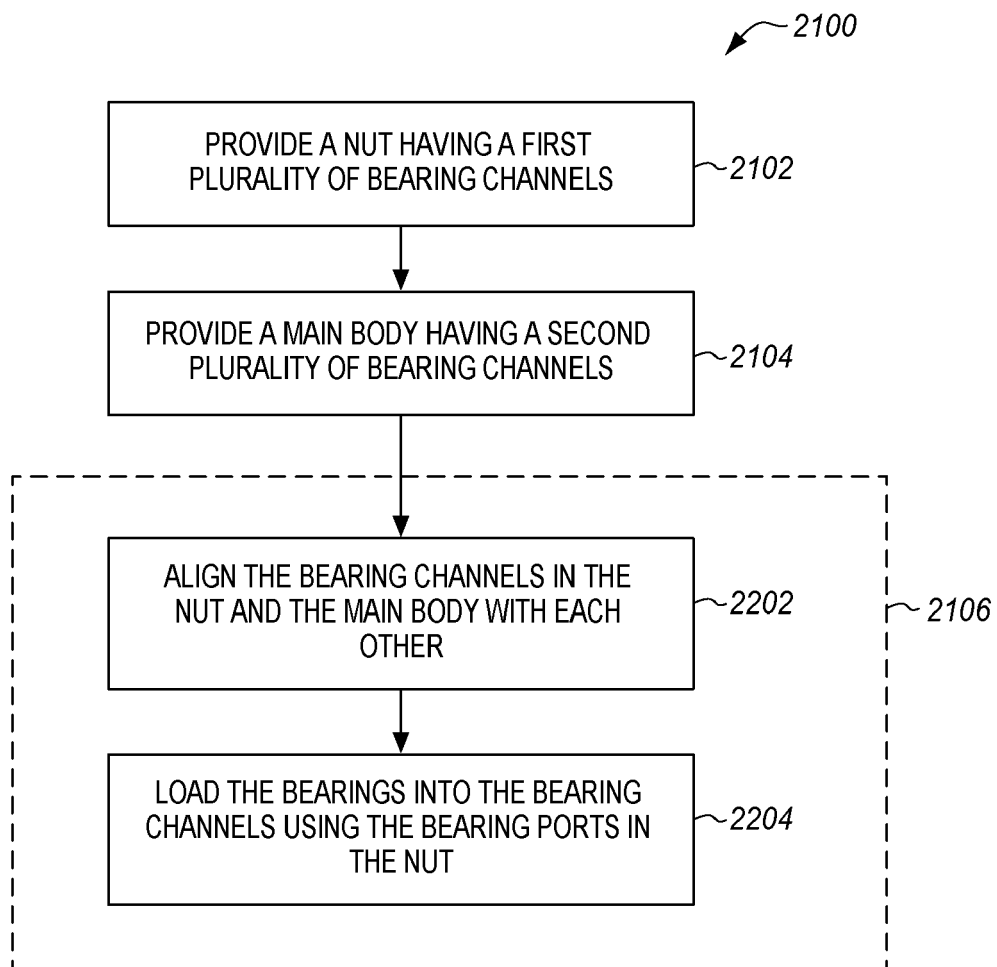 2100
PROVIDE A NUT HAVING A FIRST
PLURALITY OF BEARING CHANNELS
2102
PROVIDE A MAIN BODY HAVING A SECOND
PLURALITY OF BEARING CHANNELS
2104
ALIGN THE BEARING CHANNELS IN THE
NUT AND THE MAIN BODY WITH EACH
OTHER
2202
2106
LOAD THE BEARINGS INTO THE BEARING
CHANNELS USING THE BEARING PORTS IN
THE NUT
2204